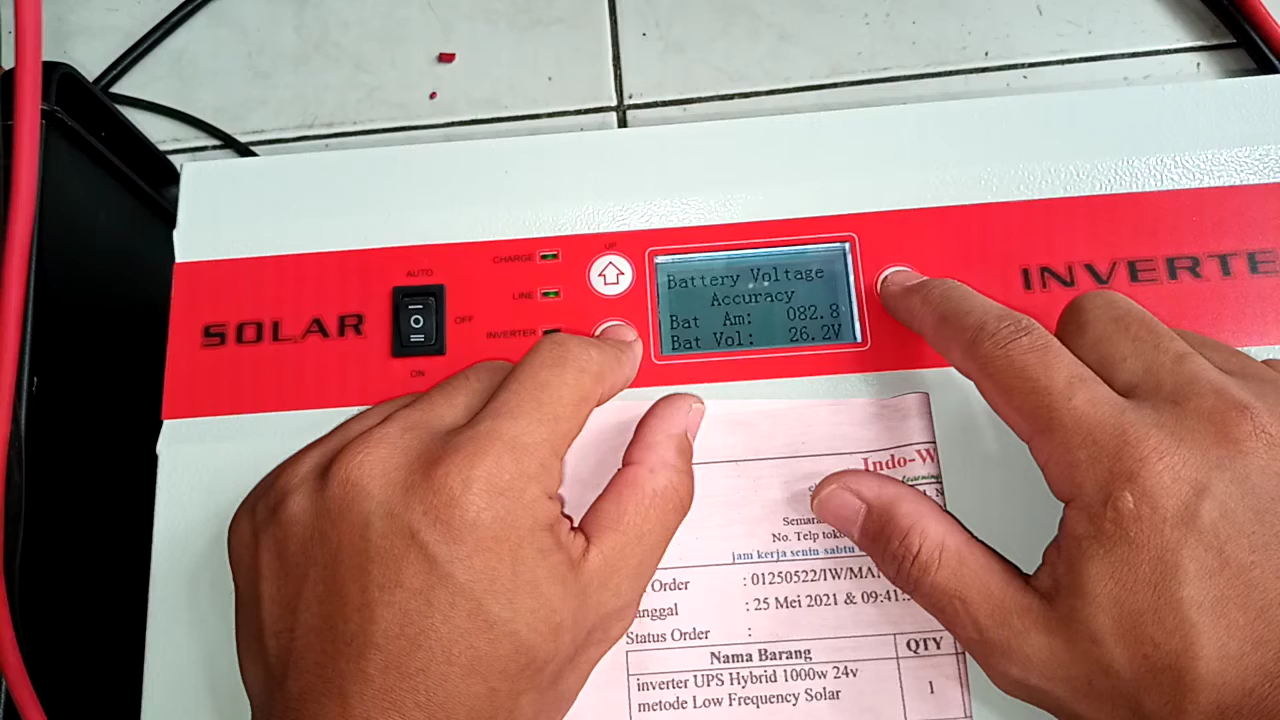 UP
CHARGE
AUTO
LINE
OFF
INVERTER
ON
SOLAR
INVERTE
Battery Voltage
Accuracy
Bat Am: 082.8
Bat Vol: 26.2V
Indo-W
Learning
Semara
No. Telp toko
jam kerja senin-sabtu
Order : 01250522/IW/MA
anggal : 25 Mei 2021 & 09:41:
Status Order :
Nama Barang QTY
inverter UPS Hybrid 1000w 24v 1
metode Low Frequency Solar